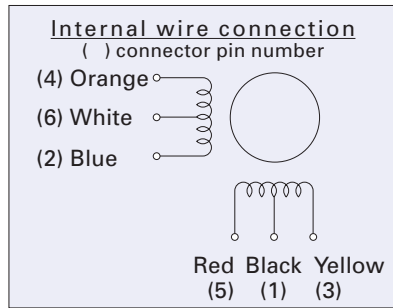 Internal wire connection
( ) connector pin number
(4) Orange
(6) White
(2) Blue
Red Black Yellow
(5) (1) (3)